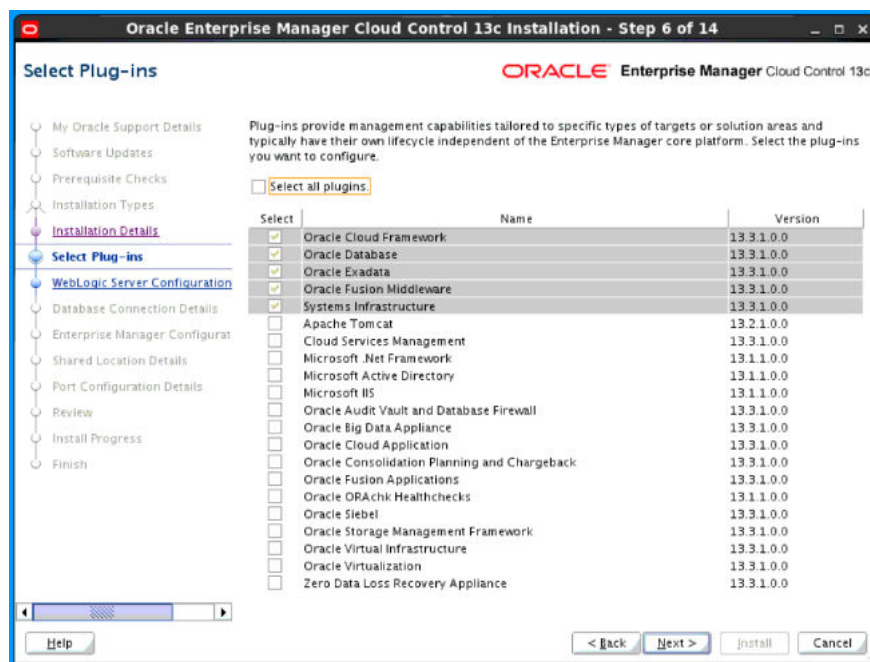 Oracle Enterprise Manager Cloud Control 13c Installation - Step 6 of 14
Select Plug-ins
ORACLE Enterprise Manager Cloud Control 13c
My Oracle Support Details
Software Updates
Prerequisite Checks
Installation Types
Installation Details
Select Plug-ins
WebLogic Server Configuration
Database Connection Details
Enterprise Manager Configurat
Shared Location Details
Port Configuration Details
Review
Install Progress
Finish
Plug-ins provide management capabilities tailored to specific types of targets or solution areas and
typically have their own lifecycle independent of the Enterprise Manager core platform. Select the plug-ins
you want to configure.
Select all plugins.
Select Name Version
Oracle Cloud Framework 13.3.1.0.0
Oracle Database 13.3.1.0.0
Oracle Exadata 13.3.1.0.0
Oracle Fusion Middleware 13.3.1.0.0
Systems Infrastructure 13.3.1.0.0
Apache Tomcat 13.2.1.0.0
Cloud Services Management 13.3.1.0.0
Microsoft .Net Framework 13.1.1.0.0
Microsoft Active Directory 13.1.1.0.0
Microsoft IIS 13.1.1.0.0
Oracle Audit Vault and Database Firewall 13.3.1.0.0
Oracle Big Data Appliance 13.3.1.0.0
Oracle Cloud Application 13.3.1.0.0
Oracle Consolidation Planning and Chargeback 13.3.1.0.0
Oracle Fusion Applications 13.3.1.0.0
Oracle ORAchk Healthchecks 13.1.1.0.0
Oracle Siebel 13.3.1.0.0
Oracle Storage Management Framework 13.3.1.0.0
Oracle Virtual Infrastructure 13.3.1.0.0
Oracle Virtualization 13.3.1.0.0
Zero Data Loss Recovery Appliance 13.3.1.0.0
Help
< Back
Next >
Install
Cancel